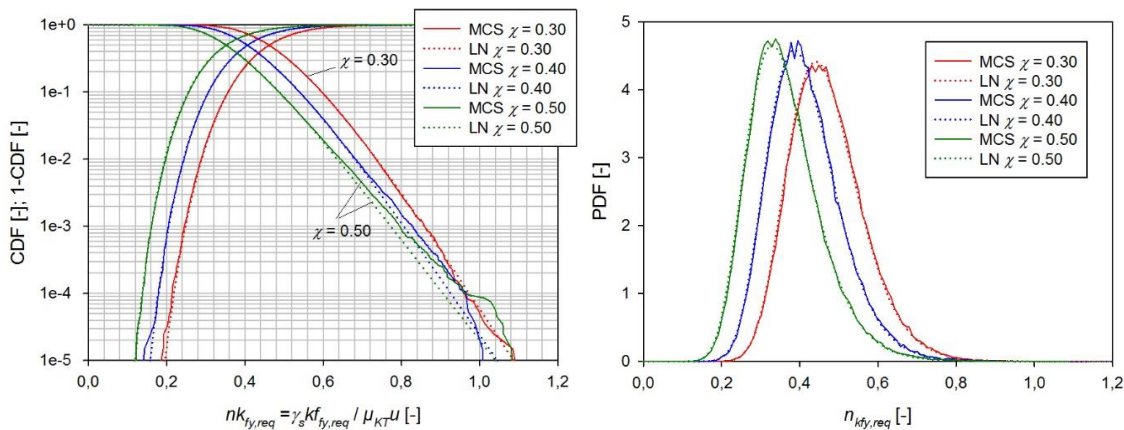 CDF [-]; 1-CDF [-]
1e+0
1e-1
1e-2
1e-3
1e-4
1e-5
0,0 0,2 0,4 0,6 0,8 1,0 1,2
nk_fy,req = γ_s kf_fy,req / μ_KT u [-]
χ = 0.30
χ = 0.50
MCS χ = 0.30
LN χ = 0.30
MCS χ = 0.40
LN χ = 0.40
MCS χ = 0.50
LN χ = 0.50
PDF [-]
5
4
3
2
1
0
0,0 0,2 0,4 0,6 0,8 1,0 1,2
n_kfy,req [-]
MCS χ = 0.30
LN χ = 0.30
MCS χ = 0.40
LN χ = 0.40
MCS χ = 0.50
LN χ = 0.50